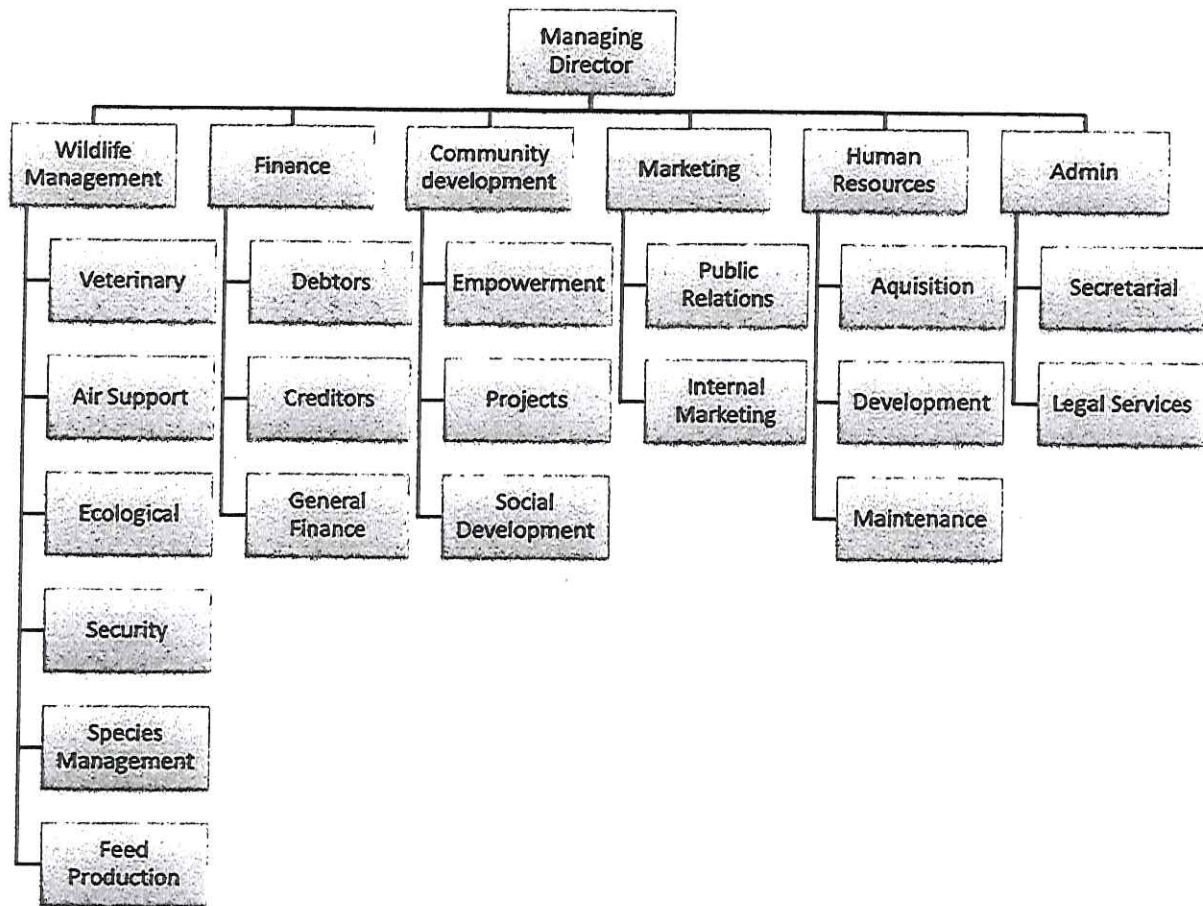 Managing
Director
Wildlife
Management
Finance
Community
development
Marketing
Human
Resources
Admin
Veterinary
Debtors
Empowerment
Public
Relations
Aquisition
Secretarial
Air Support
Creditors
Projects
Internal
Marketing
Development
Legal Services
Ecological
General
Finance
Social
Development
Maintenance
Security
Species
Management
Feed
Production